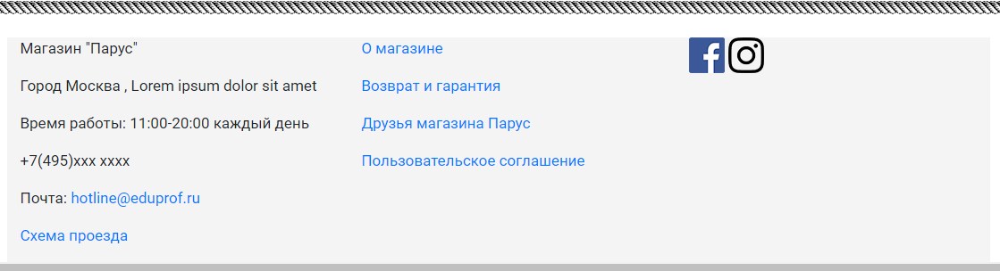 Магазин "Парус"
Город Москва , Lorem ipsum dolor sit amet
Время работы: 11:00-20:00 каждый день
+7(495)xxx xxxx
Почта: hotline@eduprof.ru
Схема проезда
О магазине
Возврат и гарантия
Друзья магазина Парус
Пользовательское соглашение